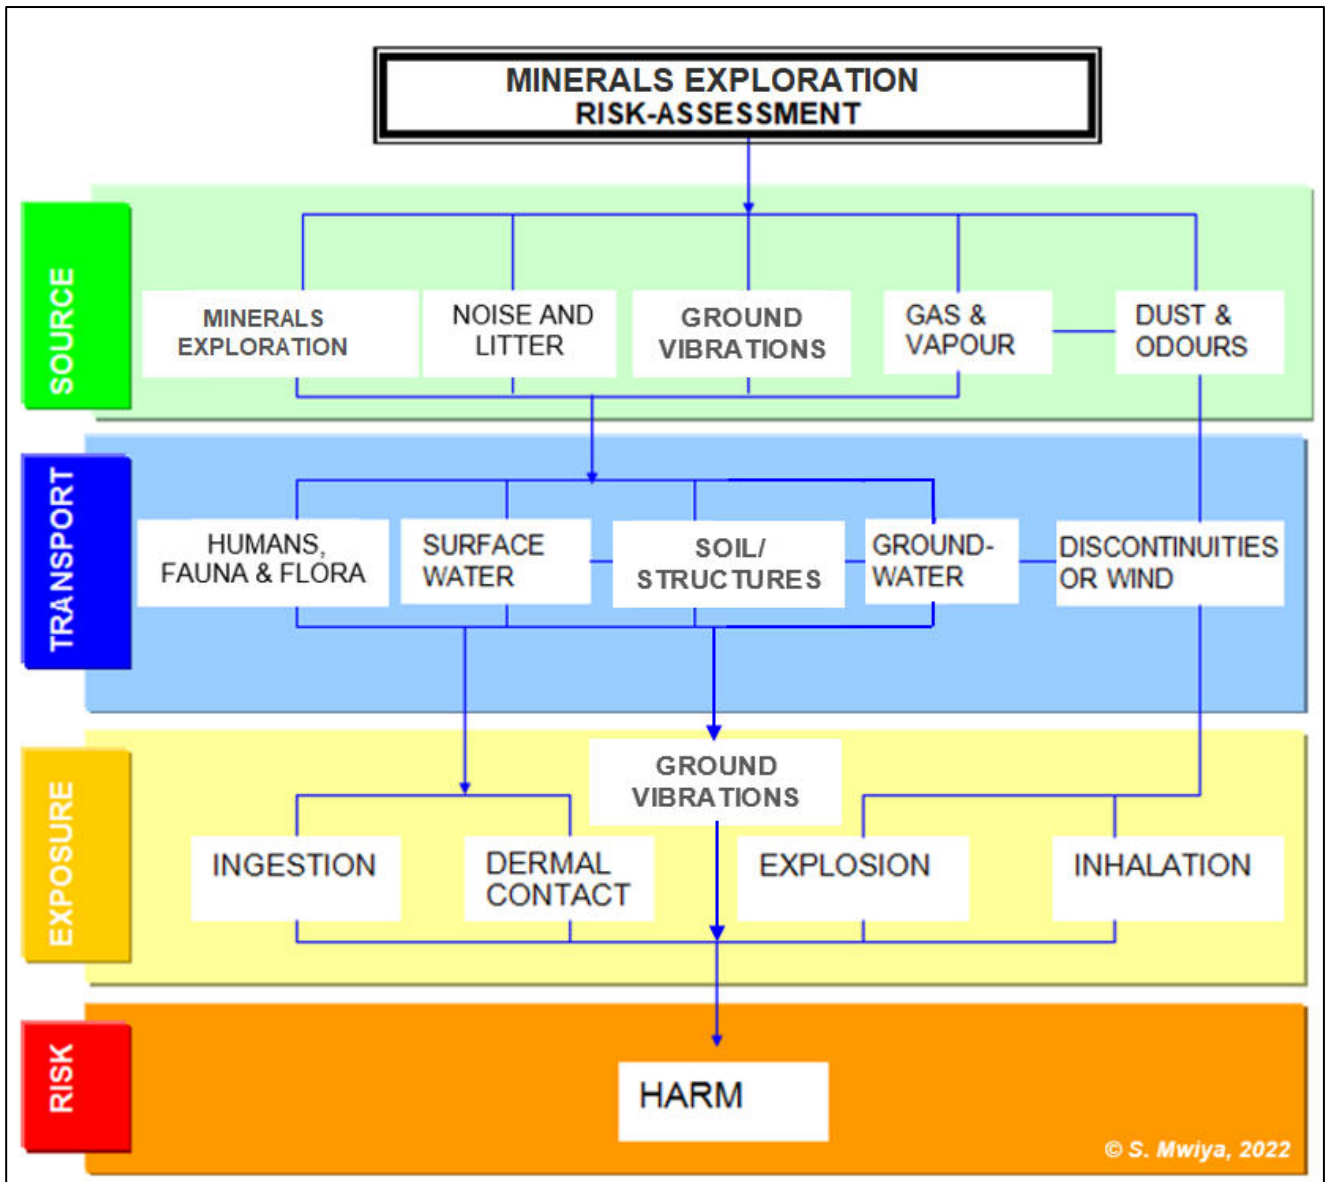 MINERALS EXPLORATION
RISK-ASSESSMENT
SOURCE
MINERALS
EXPLORATION
NOISE AND
LITTER
GROUND
VIBRATIONS
GAS &
VAPOUR
DUST &
ODOURS
TRANSPORT
HUMANS,
FAUNA & FLORA
SURFACE
WATER
SOIL/
STRUCTURES
GROUND-
WATER
DISCONTINUITIES
OR WIND
EXPOSURE
GROUND
VIBRATIONS
INGESTION
DERMAL
CONTACT
EXPLOSION
INHALATION
RISK
HARM
© S. Mwiya, 2022